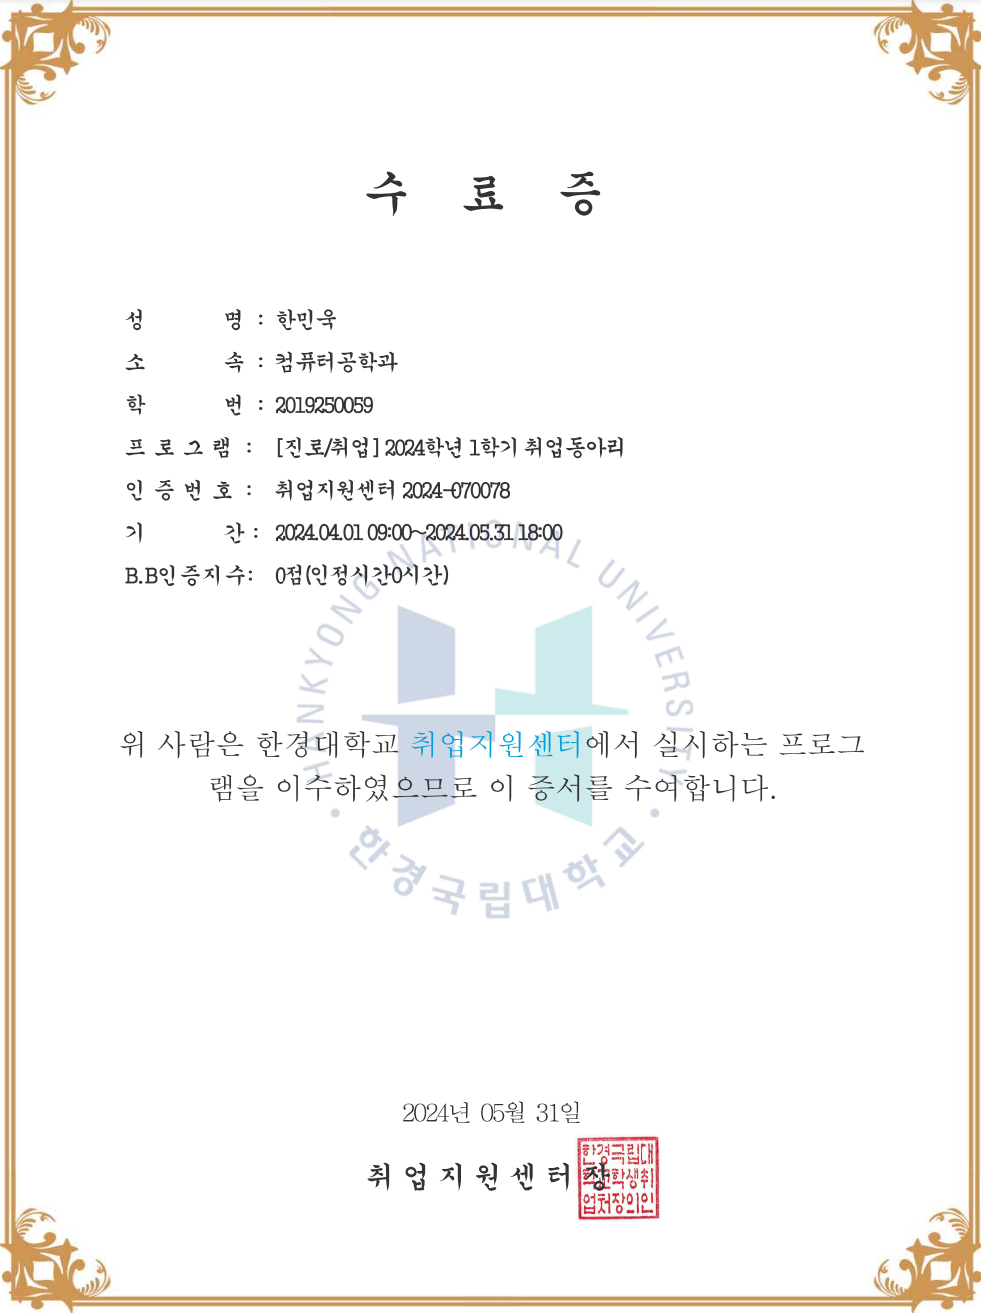 수 료 증
성 명 : 한민욱
소 속 : 컴퓨터공학과
학 번 : 2019250059
프 로 그 램 : [진로/취업] 2024학년 1학기 취업동아리
인 증 번 호 : 취업지원센터 2024-070078
기 간 : 2024.04.01 09:00~2024.05.31 18:00
B.B인증지수: 0점(인정시간0시간)
HANKYONG NATIONAL UNIVERSITY
위 사람은 한경대학교 취업지원센터에서 실시하는 프로그
램을 이수하였으므로 이 증서를 수여합니다.
한경국립대학교
2024년 05월 31일
취 업 지 원 센 터 장
한경국립대
학교학생취
업처장의인